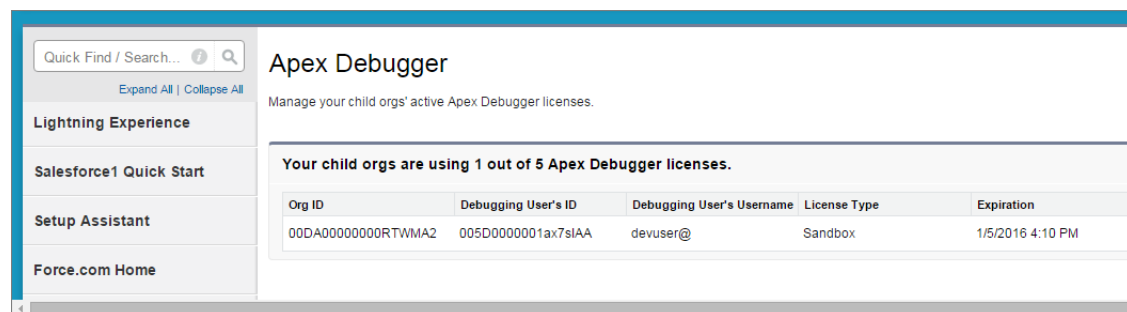 Quick Find / Search...
Expand All | Collapse All
Lightning Experience
Salesforce1 Quick Start
Setup Assistant
Force.com Home
Apex Debugger
Manage your child orgs' active Apex Debugger licenses.
Your child orgs are using 1 out of 5 Apex Debugger licenses.
Org ID Debugging User's ID Debugging User's Username License Type Expiration
00DA00000000RTWMA2 005D0000001ax7sIAA devuser@ Sandbox 1/5/2016 4:10 PM